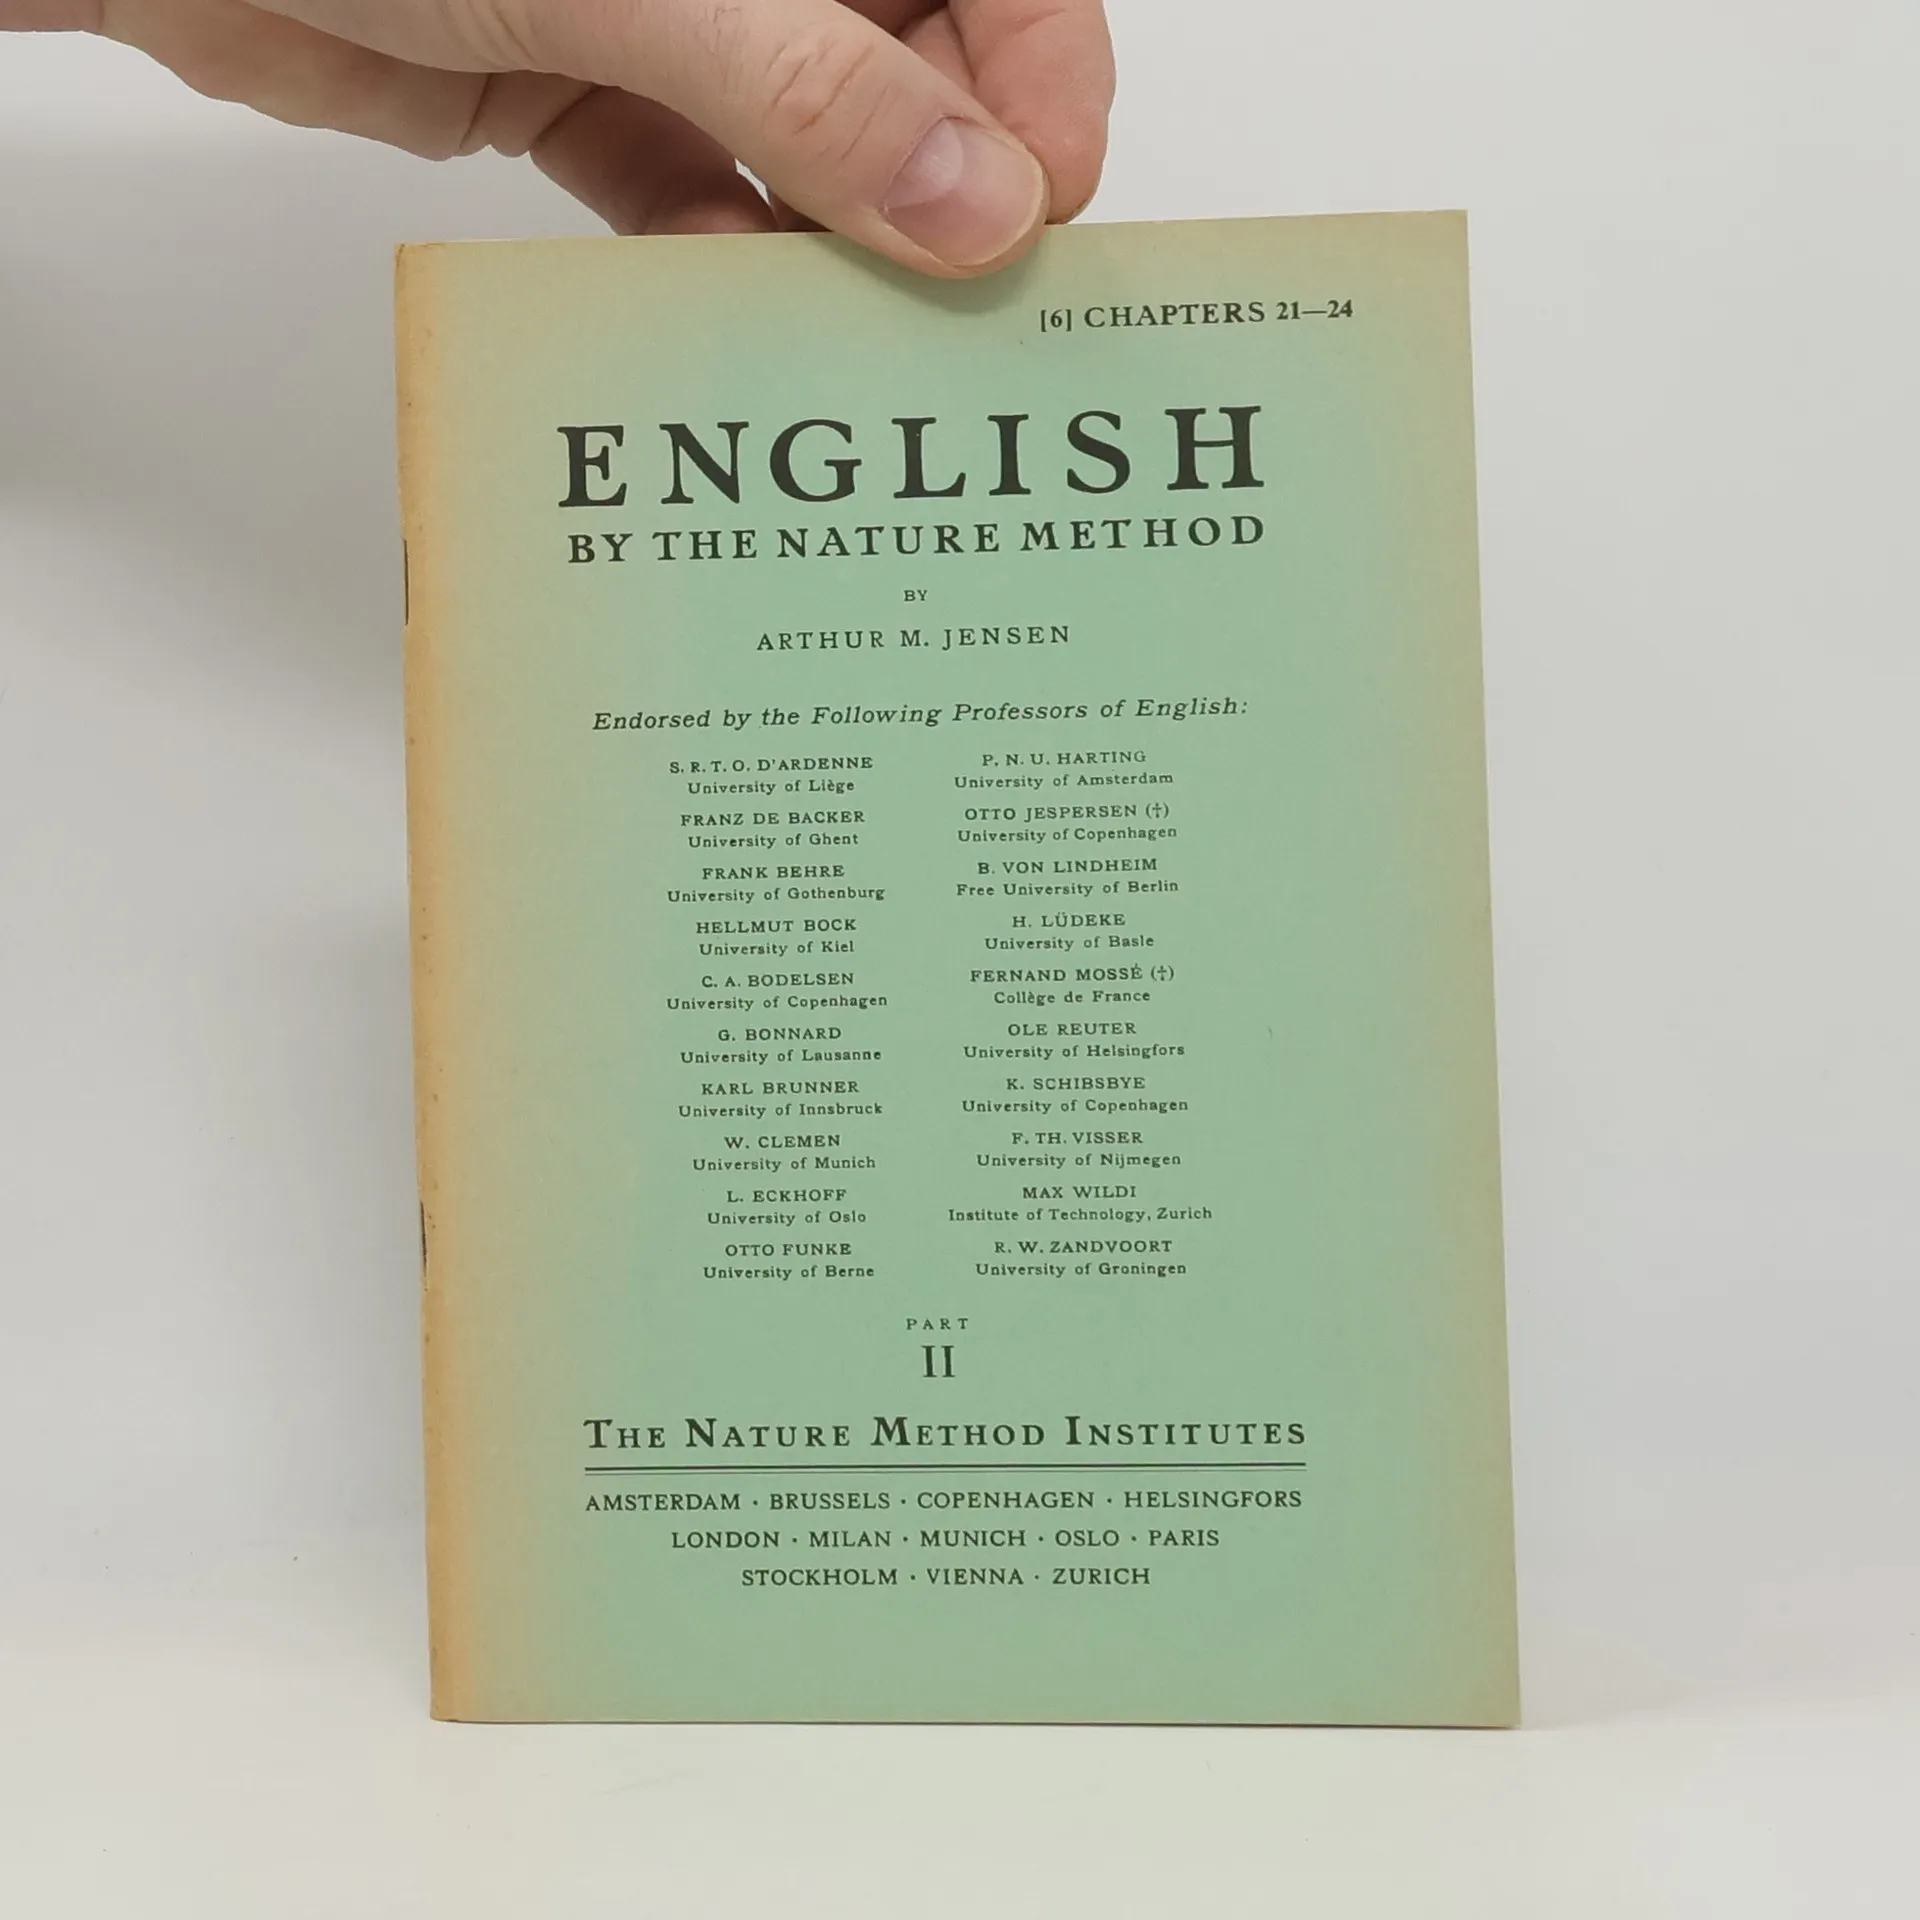 [6] CHAPTERS 21—24
ENGLISH
BY THE NATURE METHOD
BY
ARTHUR M. JENSEN
Endorsed by the Following Professors of English:
S. R. T. O. D'ARDENNE
University of Liège
FRANZ DE BACKER
University of Ghent
FRANK BEHRE
University of Gothenburg
HELLMUT BOCK
University of Kiel
C. A. BODELSEN
University of Copenhagen
G. BONNARD
University of Lausanne
KARL BRUNNER
University of Innsbruck
W. CLEMEN
University of Munich
L. ECKHOFF
University of Oslo
OTTO FUNKE
University of Berne
P. N. U. HARTING
University of Amsterdam
OTTO JESPERSEN (†)
University of Copenhagen
B. VON LINDHEIM
Free University of Berlin
H. LÜDEKE
University of Basle
FERNAND MOSSÉ (†)
Collège de France
OLE REUTER
University of Helsingfors
K. SCHIBSBYE
University of Copenhagen
F. TH. VISSER
University of Nijmegen
MAX WILDI
Institute of Technology, Zurich
R. W. ZANDVOORT
University of Groningen
PART
II
THE NATURE METHOD INSTITUTES
AMSTERDAM · BRUSSELS · COPENHAGEN · HELSINGFORS
LONDON · MILAN · MUNICH · OSLO · PARIS
STOCKHOLM · VIENNA · ZURICH